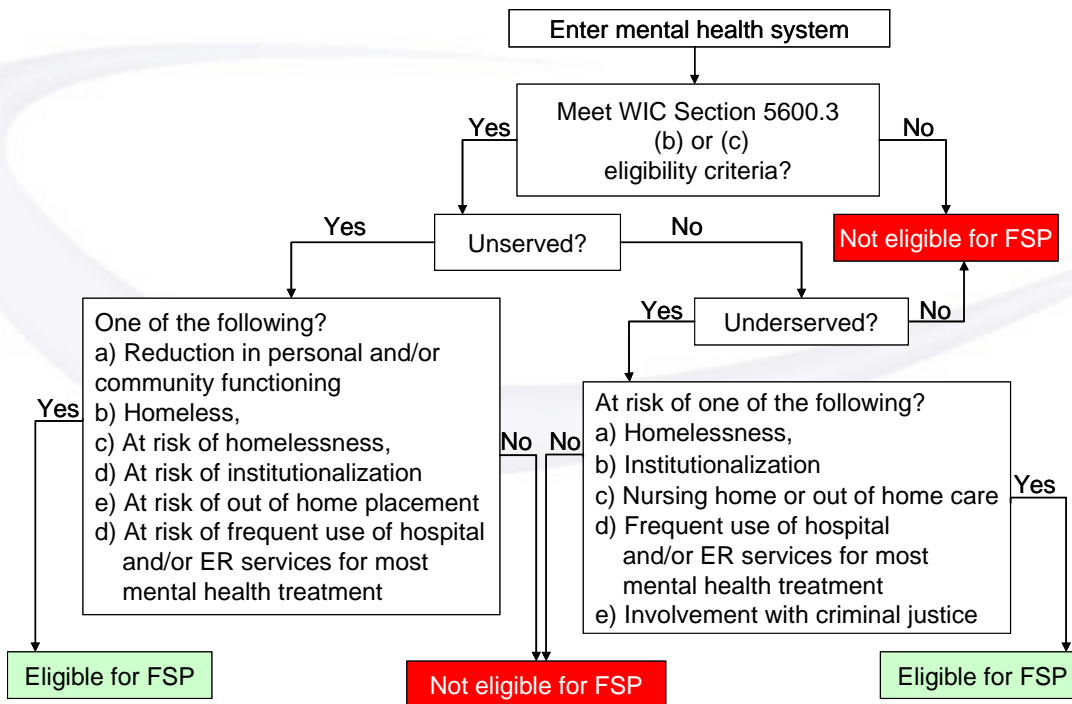 Enter mental health system
Meet WIC Section 5600.3
(b) or (c)
eligibility criteria?
Yes
No
Not eligible for FSP
Unserved?
Yes
No
Underserved?
Yes
No
One of the following?
a) Reduction in personal and/or
community functioning
b) Homeless,
c) At risk of homelessness,
d) At risk of institutionalization
e) At risk of out of home placement
d) At risk of frequent use of hospital
and/or ER services for most
mental health treatment
Yes
No
At risk of one of the following?
a) Homelessness,
b) Institutionalization
c) Nursing home or out of home care
d) Frequent use of hospital
and/or ER services for most
mental health treatment
e) Involvement with criminal justice
No
Yes
Eligible for FSP
Not eligible for FSP
Eligible for FSP